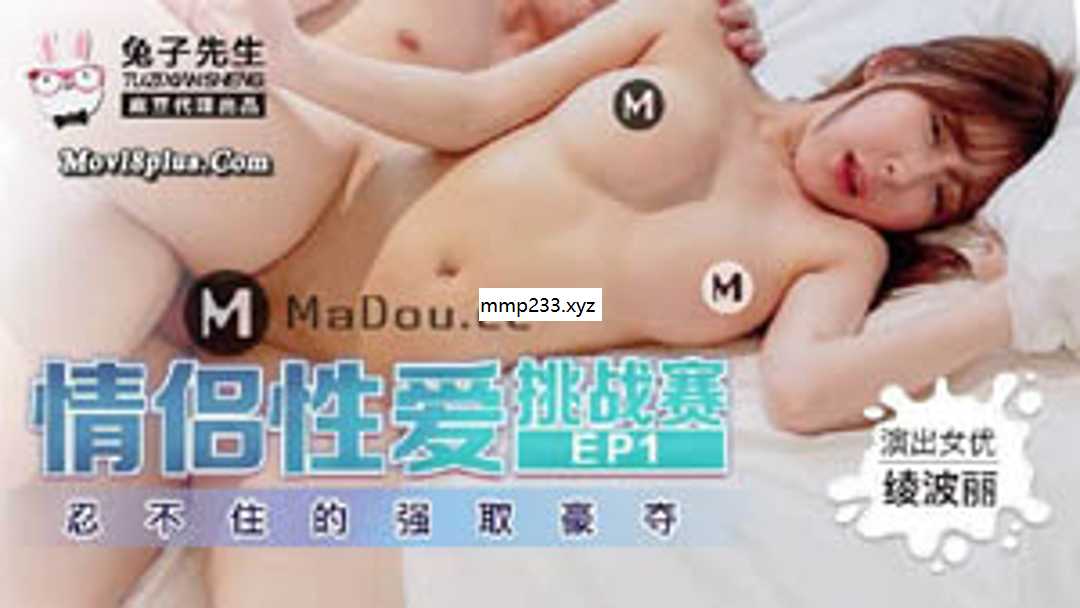 兔子先生
TUZIXIANSHENG
麻豆代理出品
Movi8plus.Com
M
M
M MaDou.cc
mmp233.xyz
情侣性爱挑战赛
EP1
忍不住的强取豪夺
演出女优
绫波丽